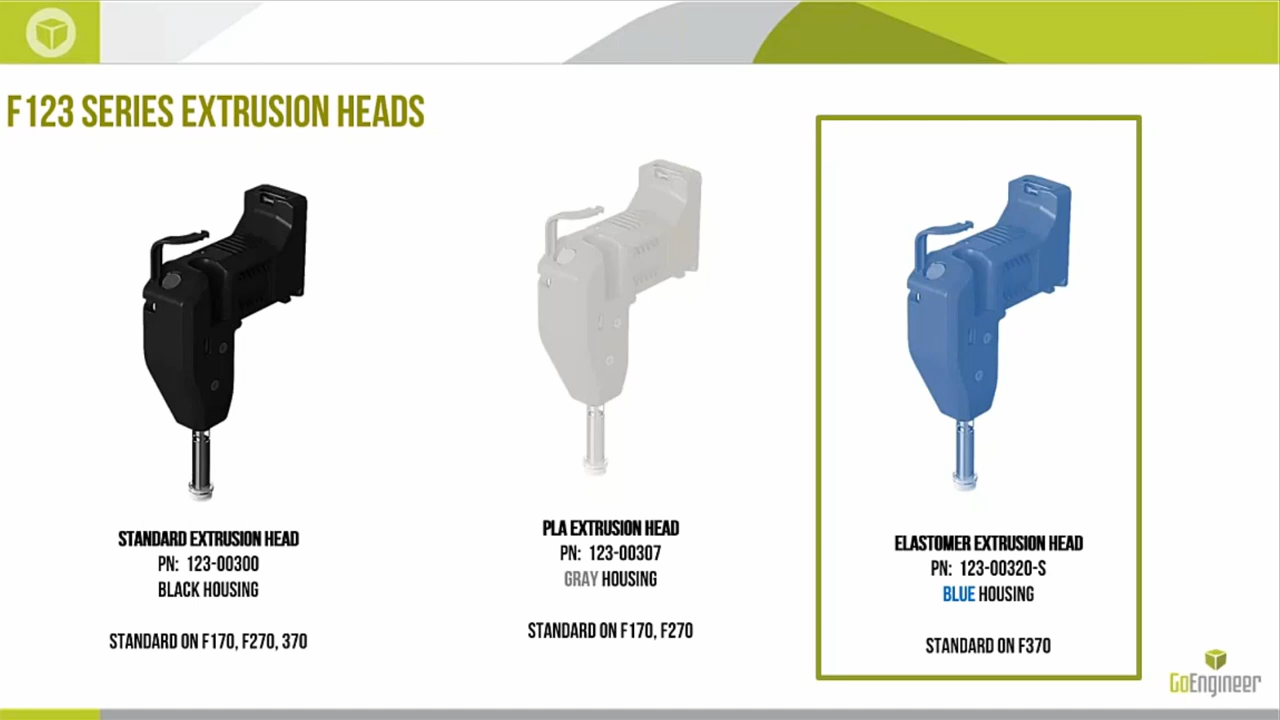 F123 SERIES EXTRUSION HEADS
STANDARD EXTRUSION HEAD
PN: 123-00300
BLACK HOUSING
STANDARD ON F170, F270, 370
PLA EXTRUSION HEAD
PN: 123-00307
GRAY HOUSING
STANDARD ON F170, F270
ELASTOMER EXTRUSION HEAD
PN: 123-00320-S
BLUE HOUSING
STANDARD ON F370
GoEngineer